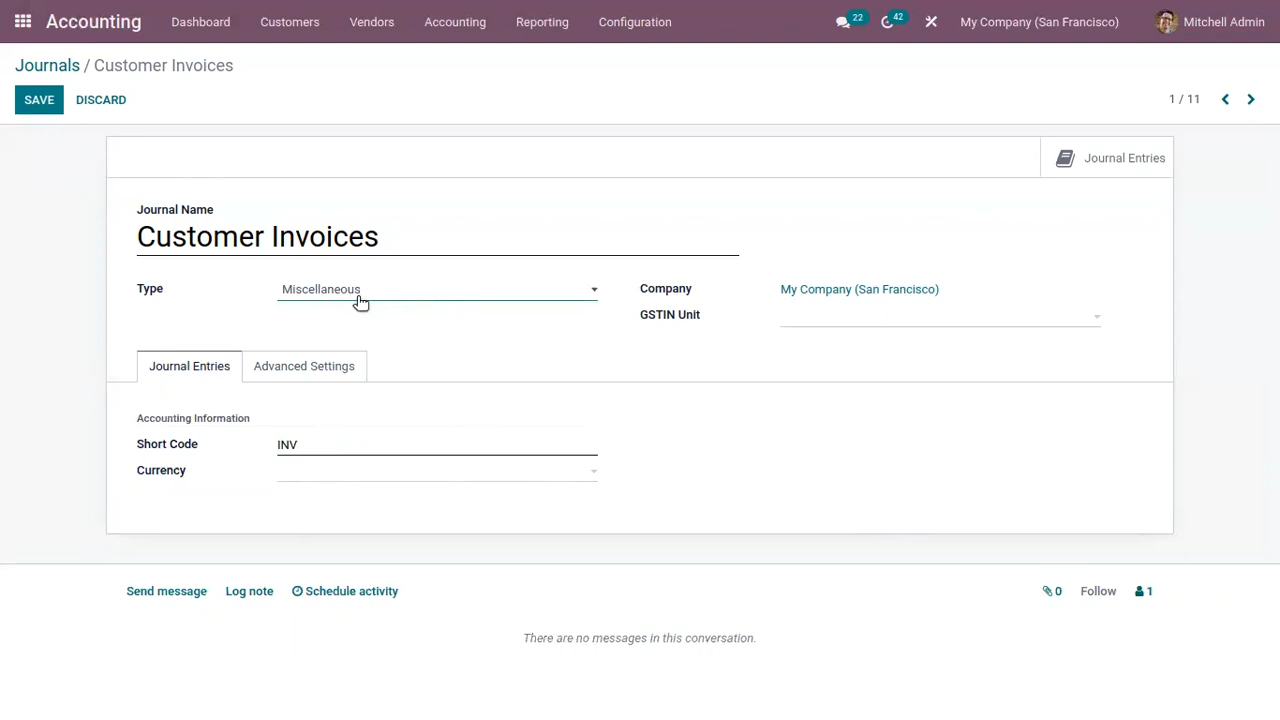 Accounting Dashboard Customers Vendors Accounting Reporting Configuration 22 42 My Company (San Francisco) Mitchell Admin
Journals / Customer Invoices
SAVE DISCARD 1 / 11
Journal Entries
Journal Name
Customer Invoices
Type Miscellaneous Company My Company (San Francisco)
GSTIN Unit
Journal Entries Advanced Settings
Accounting Information
Short Code INV
Currency
Send message Log note Schedule activity 0 Follow 1
There are no messages in this conversation.